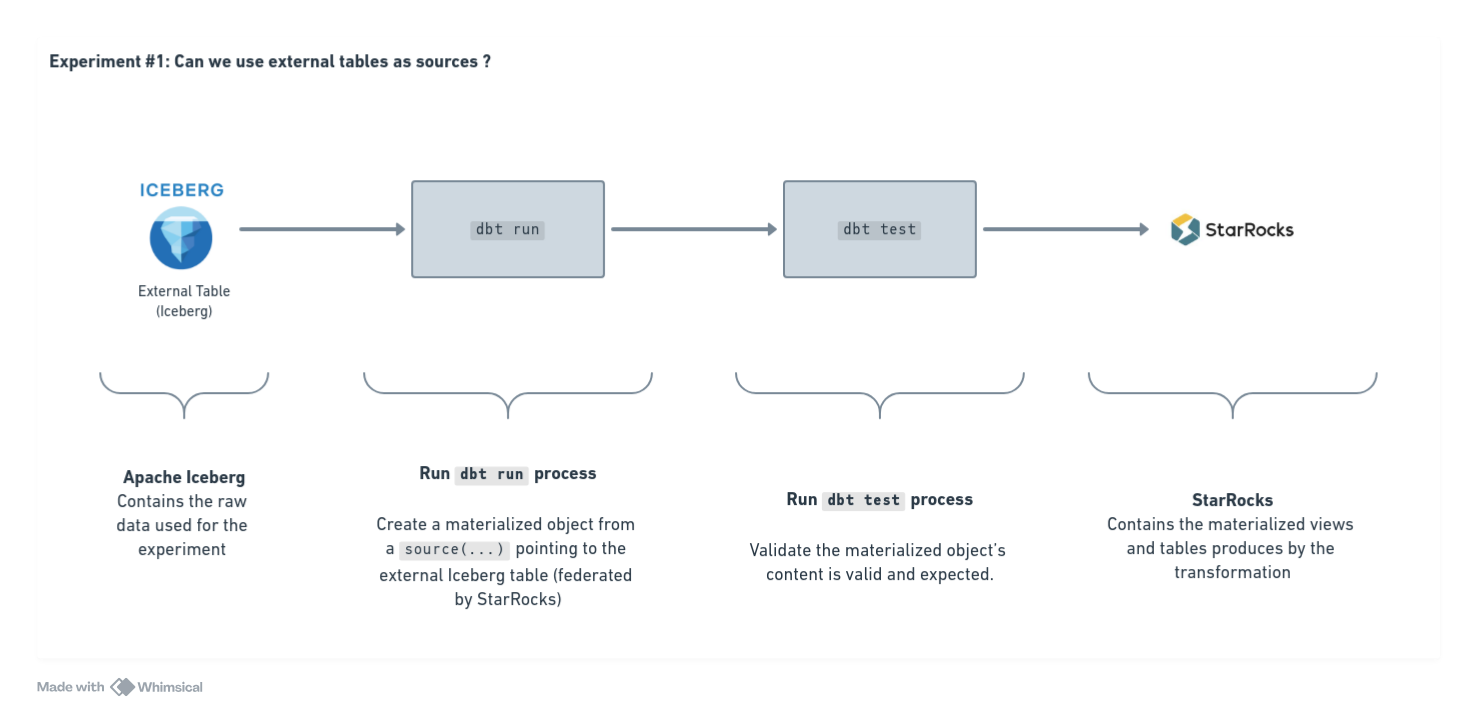 Experiment #1: Can we use external tables as sources ?
ICEBERG
External Table
(Iceberg)
dbt run
dbt test
StarRocks
Apache Iceberg
Contains the raw
data used for the
experiment
Run dbt run process
Create a materialized object from
a source(...) pointing to the
external Iceberg table (federated
by StarRocks)
Run dbt test process
Validate the materialized object's
content is valid and expected.
StarRocks
Contains the materialized views
and tables produces by the
transformation
Made with Whimsical